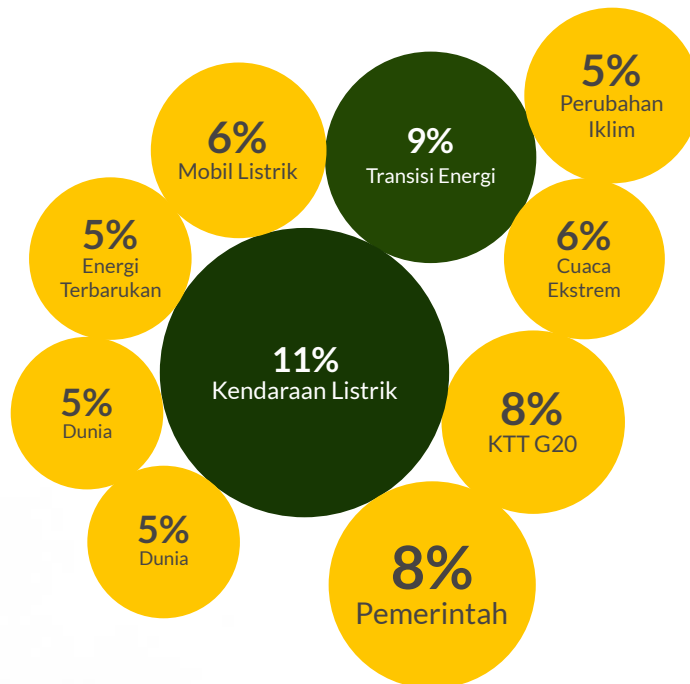 5%
Perubahan
Iklim
6%
Mobil Listrik
9%
Transisi Energi
5%
Energi
Terbarukan
6%
Cuaca
Ekstrem
11%
Kendaraan Listrik
5%
Dunia
8%
KTT G20
5%
Dunia
8%
Pemerintah